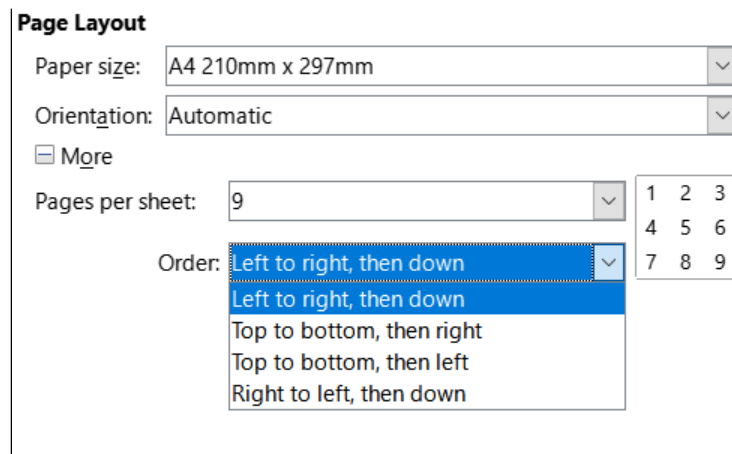 Page Layout
Paper size: A4 210mm x 297mm
Orientation: Automatic
More
Pages per sheet: 9
1 2 3
4 5 6
7 8 9
Order: Left to right, then down
Left to right, then down
Top to bottom, then right
Top to bottom, then left
Right to left, then down